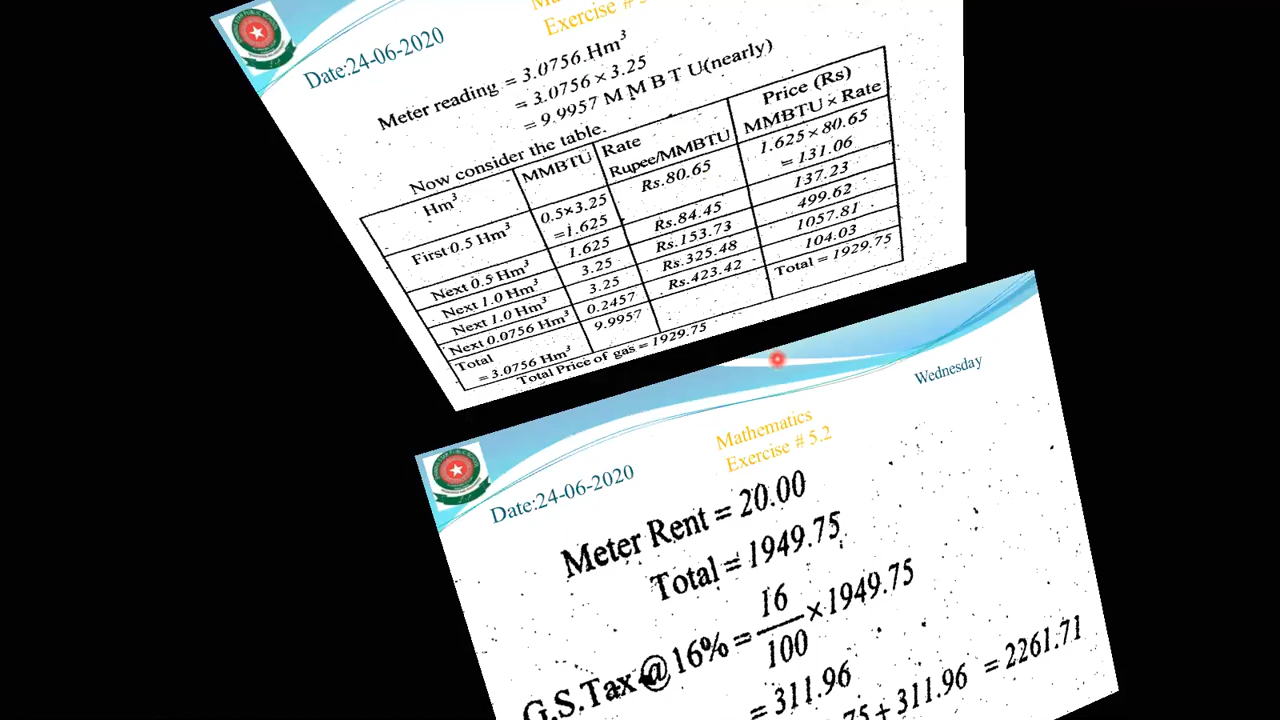 Exercise #
Date:24-06-2020
Meter reading = 3.0756 Hm³
= 3.0756 × 3.25
= 9.9957 M M B T U(nearly)
Now consider the table.
Hm³ MMBTU Rate Rupee/MMBTU Price (Rs) MMBTU × Rate
First 0.5 Hm³ 0.5×3.25 =1.625 Rs.80.65 1.625 × 80.65 = 131.06
Next 0.5 Hm³ 1.625 Rs.84.45 137.23
Next 1.0 Hm³ 3.25 Rs.153.73 499.62
Next 1.0 Hm³ 3.25 Rs.325.48 1057.81
Next 0.0756 Hm³ 0.2457 Rs.423.42 104.03
Total = 3.0756 Hm³ 9.9957 Total = 1929.75
Total Price of gas = 1929.75
Wednesday
Mathematics
Exercise # 5.2
Date:24-06-2020
Meter Rent = 20.00
Total = 1949.75
G.S.Tax @ 16% = 16/100 × 1949.75
= 311.96
.75 + 311.96 = 2261.71